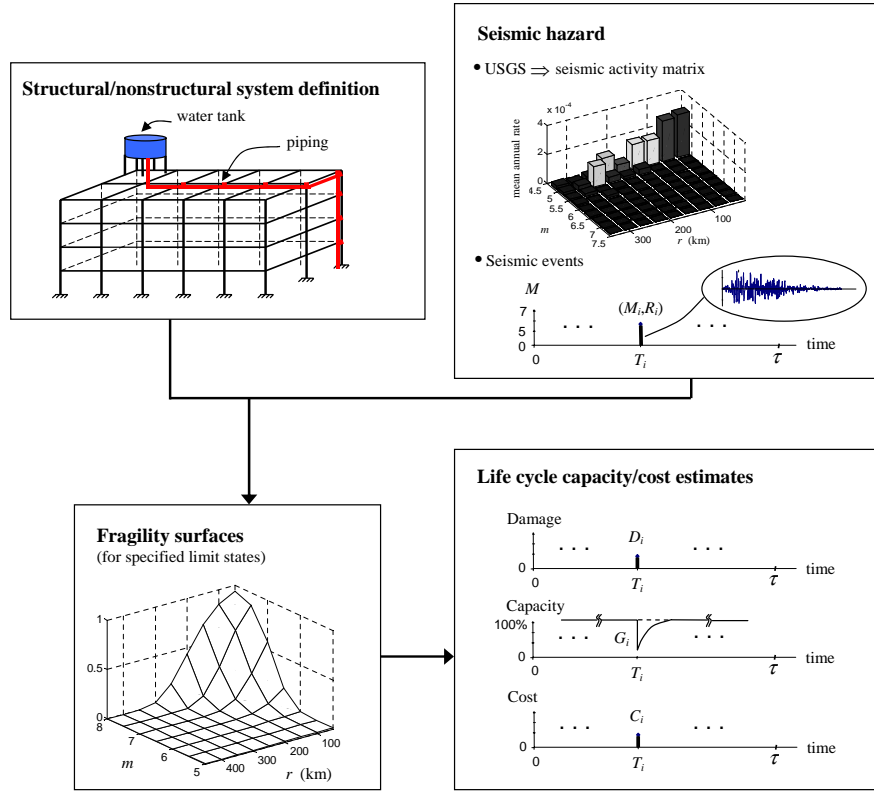 Structural/nonstructural system definition
water tank
piping
Seismic hazard
• USGS ⇒ seismic activity matrix
x 10⁻⁴
4
2
0
mean annual rate
4.5
5
5.5
6
6.5
7
7.5
m
300
200
100
r (km)
• Seismic events
M
7
5
0
0
. . .
(Mᵢ,Rᵢ)
. . .
Tᵢ
τ
time
Fragility surfaces
(for specified limit states)
1
0.5
0
8
7
6
5
m
400
300
200
100
r (km)
Life cycle capacity/cost estimates
Damage
0
0
. . .
Dᵢ
. . .
Tᵢ
τ
time
Capacity
100%
0
0
. . .
Gᵢ
. . .
Tᵢ
τ
time
Cost
0
0
. . .
Cᵢ
. . .
Tᵢ
τ
time